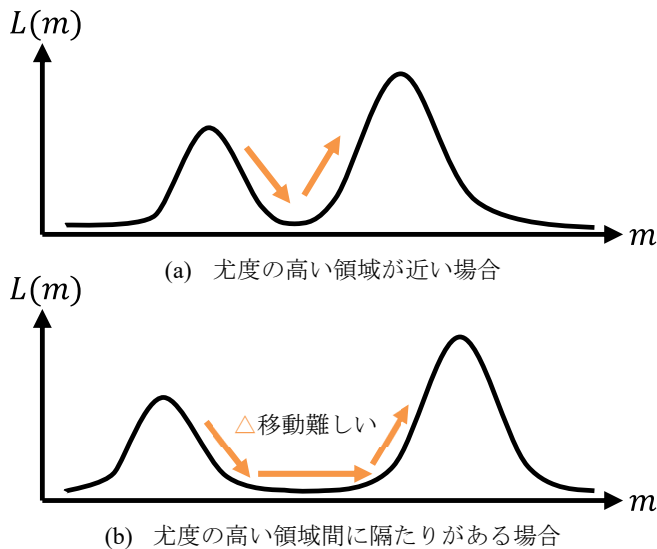 L(m)
m
(a) 尤度の高い領域が近い場合
L(m)
△移動難しい
m
(b) 尤度の高い領域間に隔たりがある場合